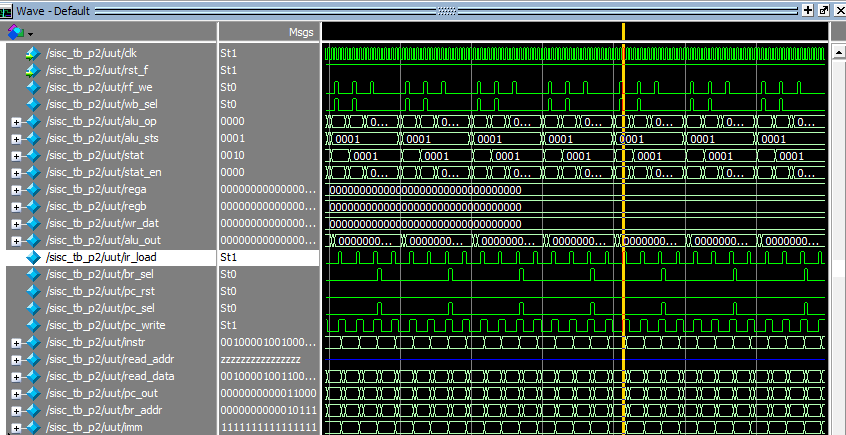 Wave - Default
Msgs
/sisc_tb_p2/uut/clk St1
/sisc_tb_p2/uut/rst_f St1
/sisc_tb_p2/uut/rf_we St0
/sisc_tb_p2/uut/wb_sel St0
/sisc_tb_p2/uut/alu_op 0000 0... 0... 0... 0... 0... 0... 0...
/sisc_tb_p2/uut/alu_sts 0001 0001 0001 0001 0001 0001 0001 0001
/sisc_tb_p2/uut/stat 0010 0001 0001 0001 0001 0001 0001 0001
/sisc_tb_p2/uut/stat_en 0000 0... 0... 0... 0... 0... 0... 0...
/sisc_tb_p2/uut/rega 00000000000000... 00000000000000000000000000000000
/sisc_tb_p2/uut/regb 00000000000000... 00000000000000000000000000000000
/sisc_tb_p2/uut/wr_dat 00000000000000... 00000000000000000000000000000000
/sisc_tb_p2/uut/alu_out 00000000000000... 0000000... 0000000... 0000000... 0000000... 0000000... 0000000... 0000000...
/sisc_tb_p2/uut/ir_load St1
/sisc_tb_p2/uut/br_sel St0
/sisc_tb_p2/uut/pc_rst St0
/sisc_tb_p2/uut/pc_sel St0
/sisc_tb_p2/uut/pc_write St1
/sisc_tb_p2/uut/instr 00100001001000...
/sisc_tb_p2/uut/read_addr zzzzzzzzzzzzzzzz
/sisc_tb_p2/uut/read_data 00100001001100...
/sisc_tb_p2/uut/pc_out 0000000000011000
/sisc_tb_p2/uut/br_addr 0000000000010111
/sisc_tb_p2/uut/imm 1111111111111111